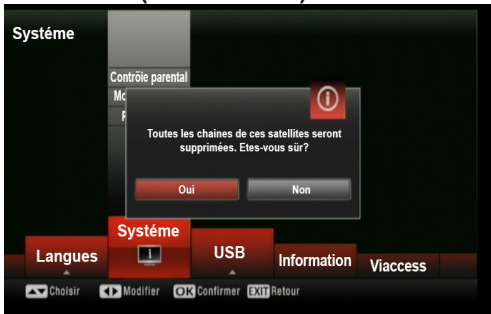 Systéme
Contrôie parental
Toutes les chaines de ces satellites seront
supprimées. Etes-vous sûr?
Oui
Non
Langues
Systéme
USB
Information
Viaccess
Choisir
Modifier
OK Confirmer
EXIT Retour